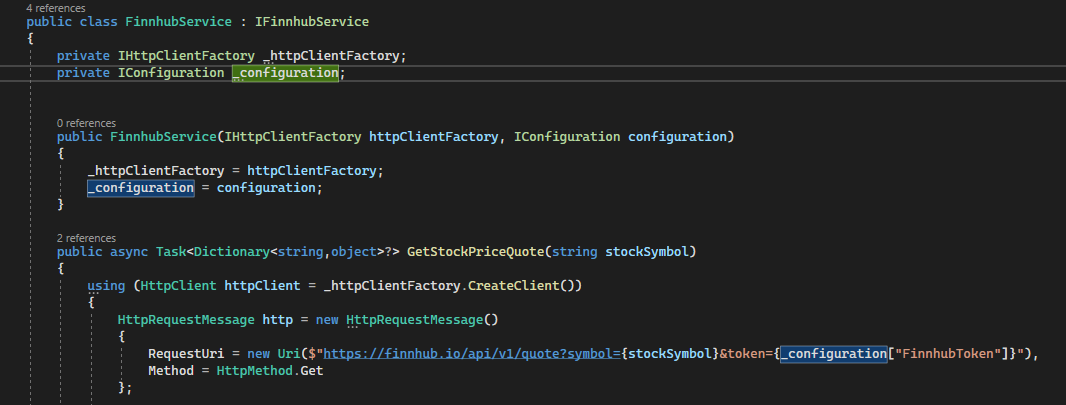 4 references
public class FinnhubService : IFinnhubService
{
private IHttpClientFactory _httpClientFactory;
private IConfiguration _configuration;
0 references
public FinnhubService(IHttpClientFactory httpClientFactory, IConfiguration configuration)
{
_httpClientFactory = httpClientFactory;
_configuration = configuration;
}
2 references
public async Task<Dictionary<string,object>?> GetStockPriceQuote(string stockSymbol)
{
using (HttpClient httpClient = _httpClientFactory.CreateClient())
{
HttpRequestMessage http = new HttpRequestMessage()
{
RequestUri = new Uri($"https://finnhub.io/api/v1/quote?symbol={stockSymbol}&token={_configuration["FinnhubToken"]}"),
Method = HttpMethod.Get
};